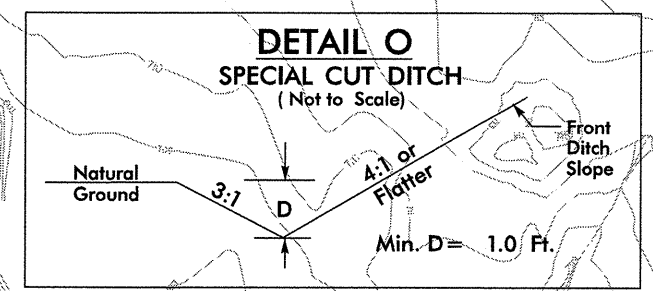 DETAIL O
SPECIAL CUT DITCH
( Not to Scale)
Natural
Ground
3:1
D
4:1 or
Flatter
Front
Ditch
Slope
Min. D = 1.0 Ft.